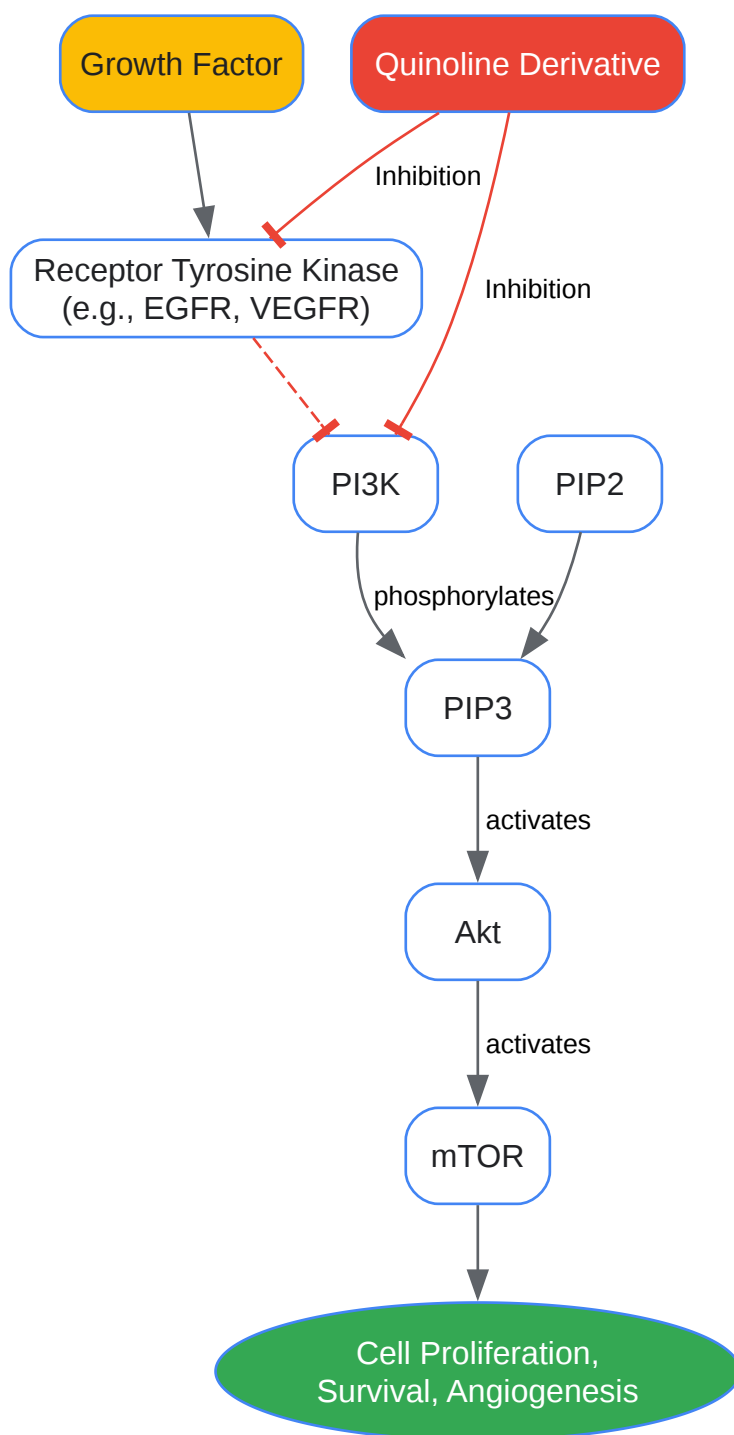 Growth Factor
Quinoline Derivative
Inhibition
Receptor Tyrosine Kinase
(e.g., EGFR, VEGFR)
Inhibition
PI3K
PIP2
phosphorylates
PIP3
activates
Akt
activates
mTOR
Cell Proliferation,
Survival, Angiogenesis